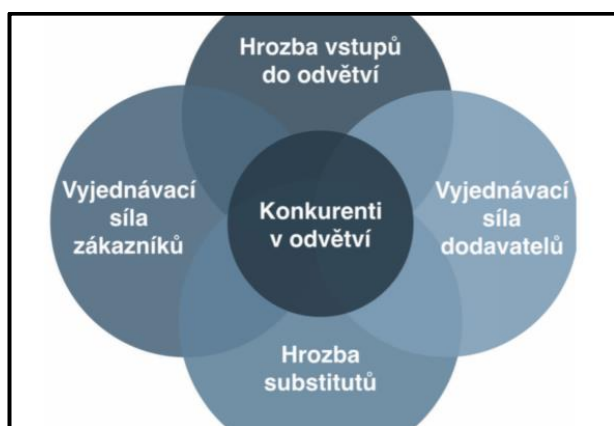 Hrozba vstupů
do odvětví
Vyjednávací
síla
zákazníků
Konkurenti
v odvětví
Vyjednávací
síla
dodavatelů
Hrozba
substitutů